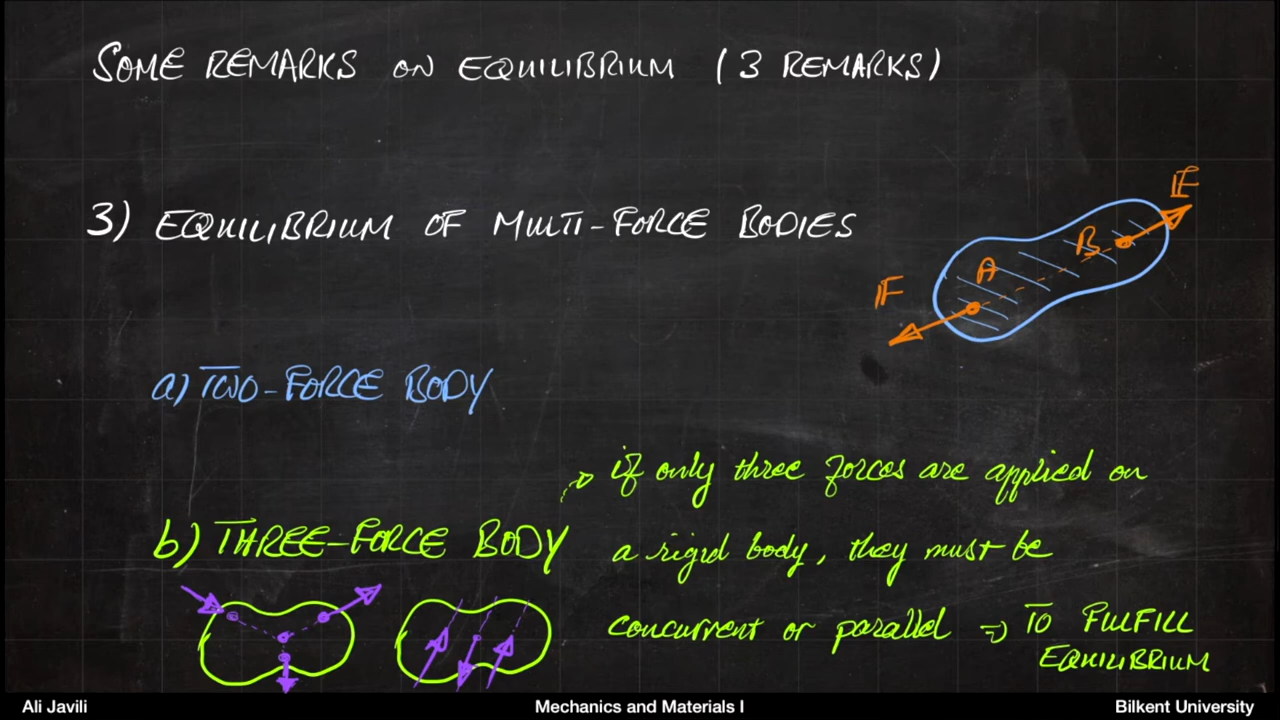 SOME REMARKS ON EQUILIBRIUM (3 REMARKS)
3) EQUILIBRIUM OF MULTI-FORCE BODIES
F
B
A
F
a) TWO-FORCE BODY
if only three forces are applied on
b) THREE-FORCE BODY
a rigid body, they must be
concurrent or parallel => TO FULFILL
EQUILIBRIUM
Ali Javili
Mechanics and Materials I
Bilkent University